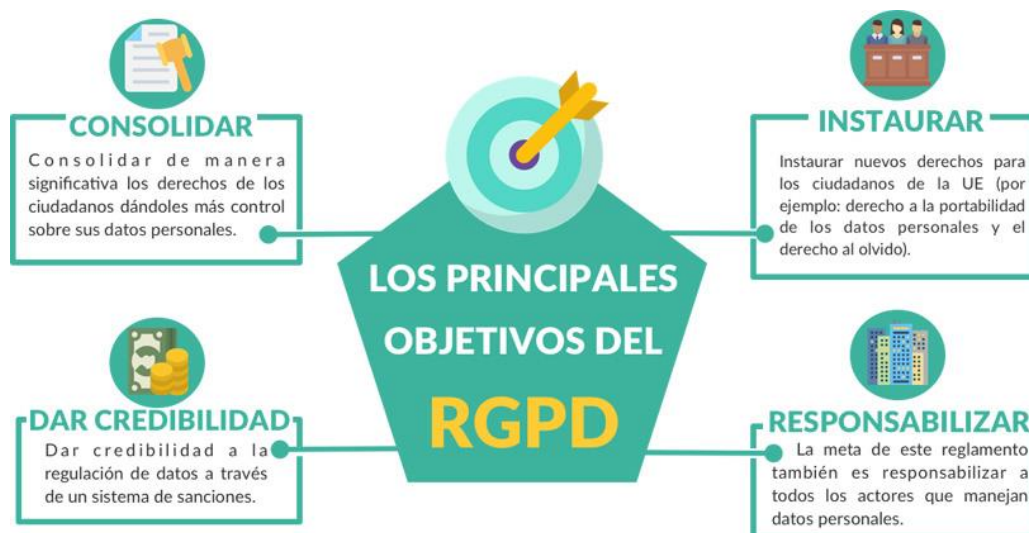 CONSOLIDAR
Consolidar de manera
significativa los derechos de los
ciudadanos dándoles más control
sobre sus datos personales.
INSTAURAR
Instaurar nuevos derechos para
los ciudadanos de la UE (por
ejemplo: derecho a la portabilidad
de los datos personales y el
derecho al olvido).
LOS PRINCIPALES
OBJETIVOS DEL
RGPD
DAR CREDIBILIDAD
Dar credibilidad a la
regulación de datos a través
de un sistema de sanciones.
RESPONSABILIZAR
La meta de este reglamento
también es responsabilizar a
todos los actores que manejan
datos personales.